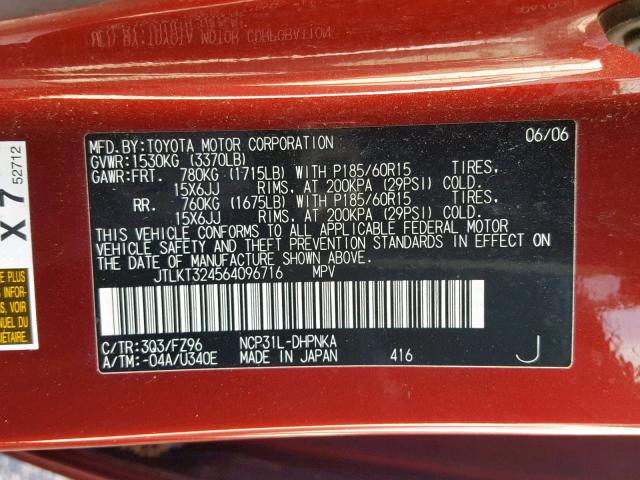 MFD.BY:TOYOTA MOTOR CORPORATION 06/06
GVWR:1530KG (3370LB)
GAWR:FRT. 780KG (1715LB) WITH P185/60R15 TIRES,
15X6JJ RIMS, AT 200KPA (29PSI) COLD.
RR. 760KG (1675LB) WITH P185/60R15 TIRES,
15X6JJ RIMS, AT 200KPA (29PSI) COLD.
THIS VEHICLE CONFORMS TO ALL APPLICABLE FEDERAL MOTOR
VEHICLE SAFETY AND THEFT PREVENTION STANDARDS IN EFFECT ON
THE DATE OF MANUFACTURE SHOWN ABOVE.
JTLKT324564096716 MPV
C/TR:3Q3/FZ96 NCP31L-DHPNKA
A/TM:-04A/U340E MADE IN JAPAN 416 J
X 7
52712
E PLUS
INFOR-